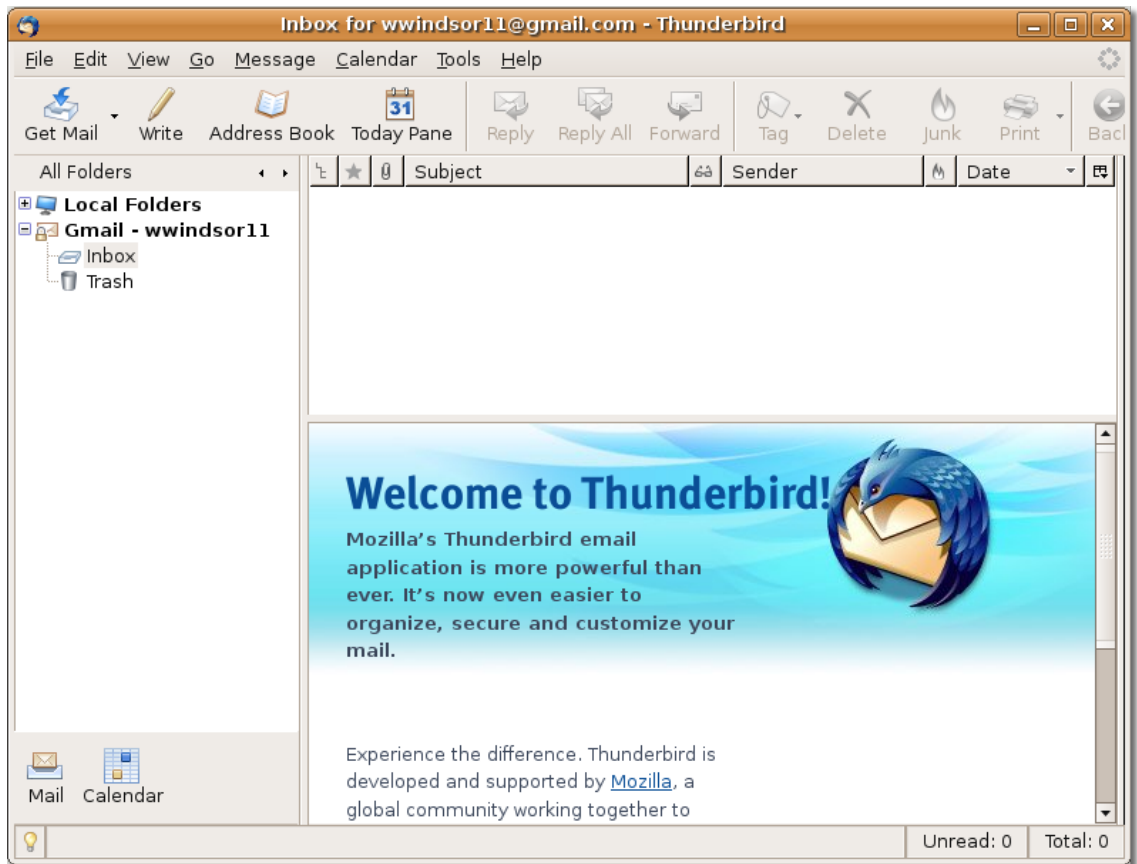 Inbox for wwindsor11@gmail.com - Thunderbird
File Edit View Go Message Calendar Tools Help
31
Get Mail Write Address Book Today Pane Reply Reply All Forward Tag Delete Junk Print Bacl
All Folders Subject Sender Date
Local Folders
Gmail - wwindsor11
Inbox
Trash
Welcome to Thunderbird!
Mozilla's Thunderbird email
application is more powerful than
ever. It's now even easier to
organize, secure and customize your
mail.
Experience the difference. Thunderbird is
developed and supported by Mozilla, a
global community working together to
Mail Calendar
Unread: 0 Total: 0